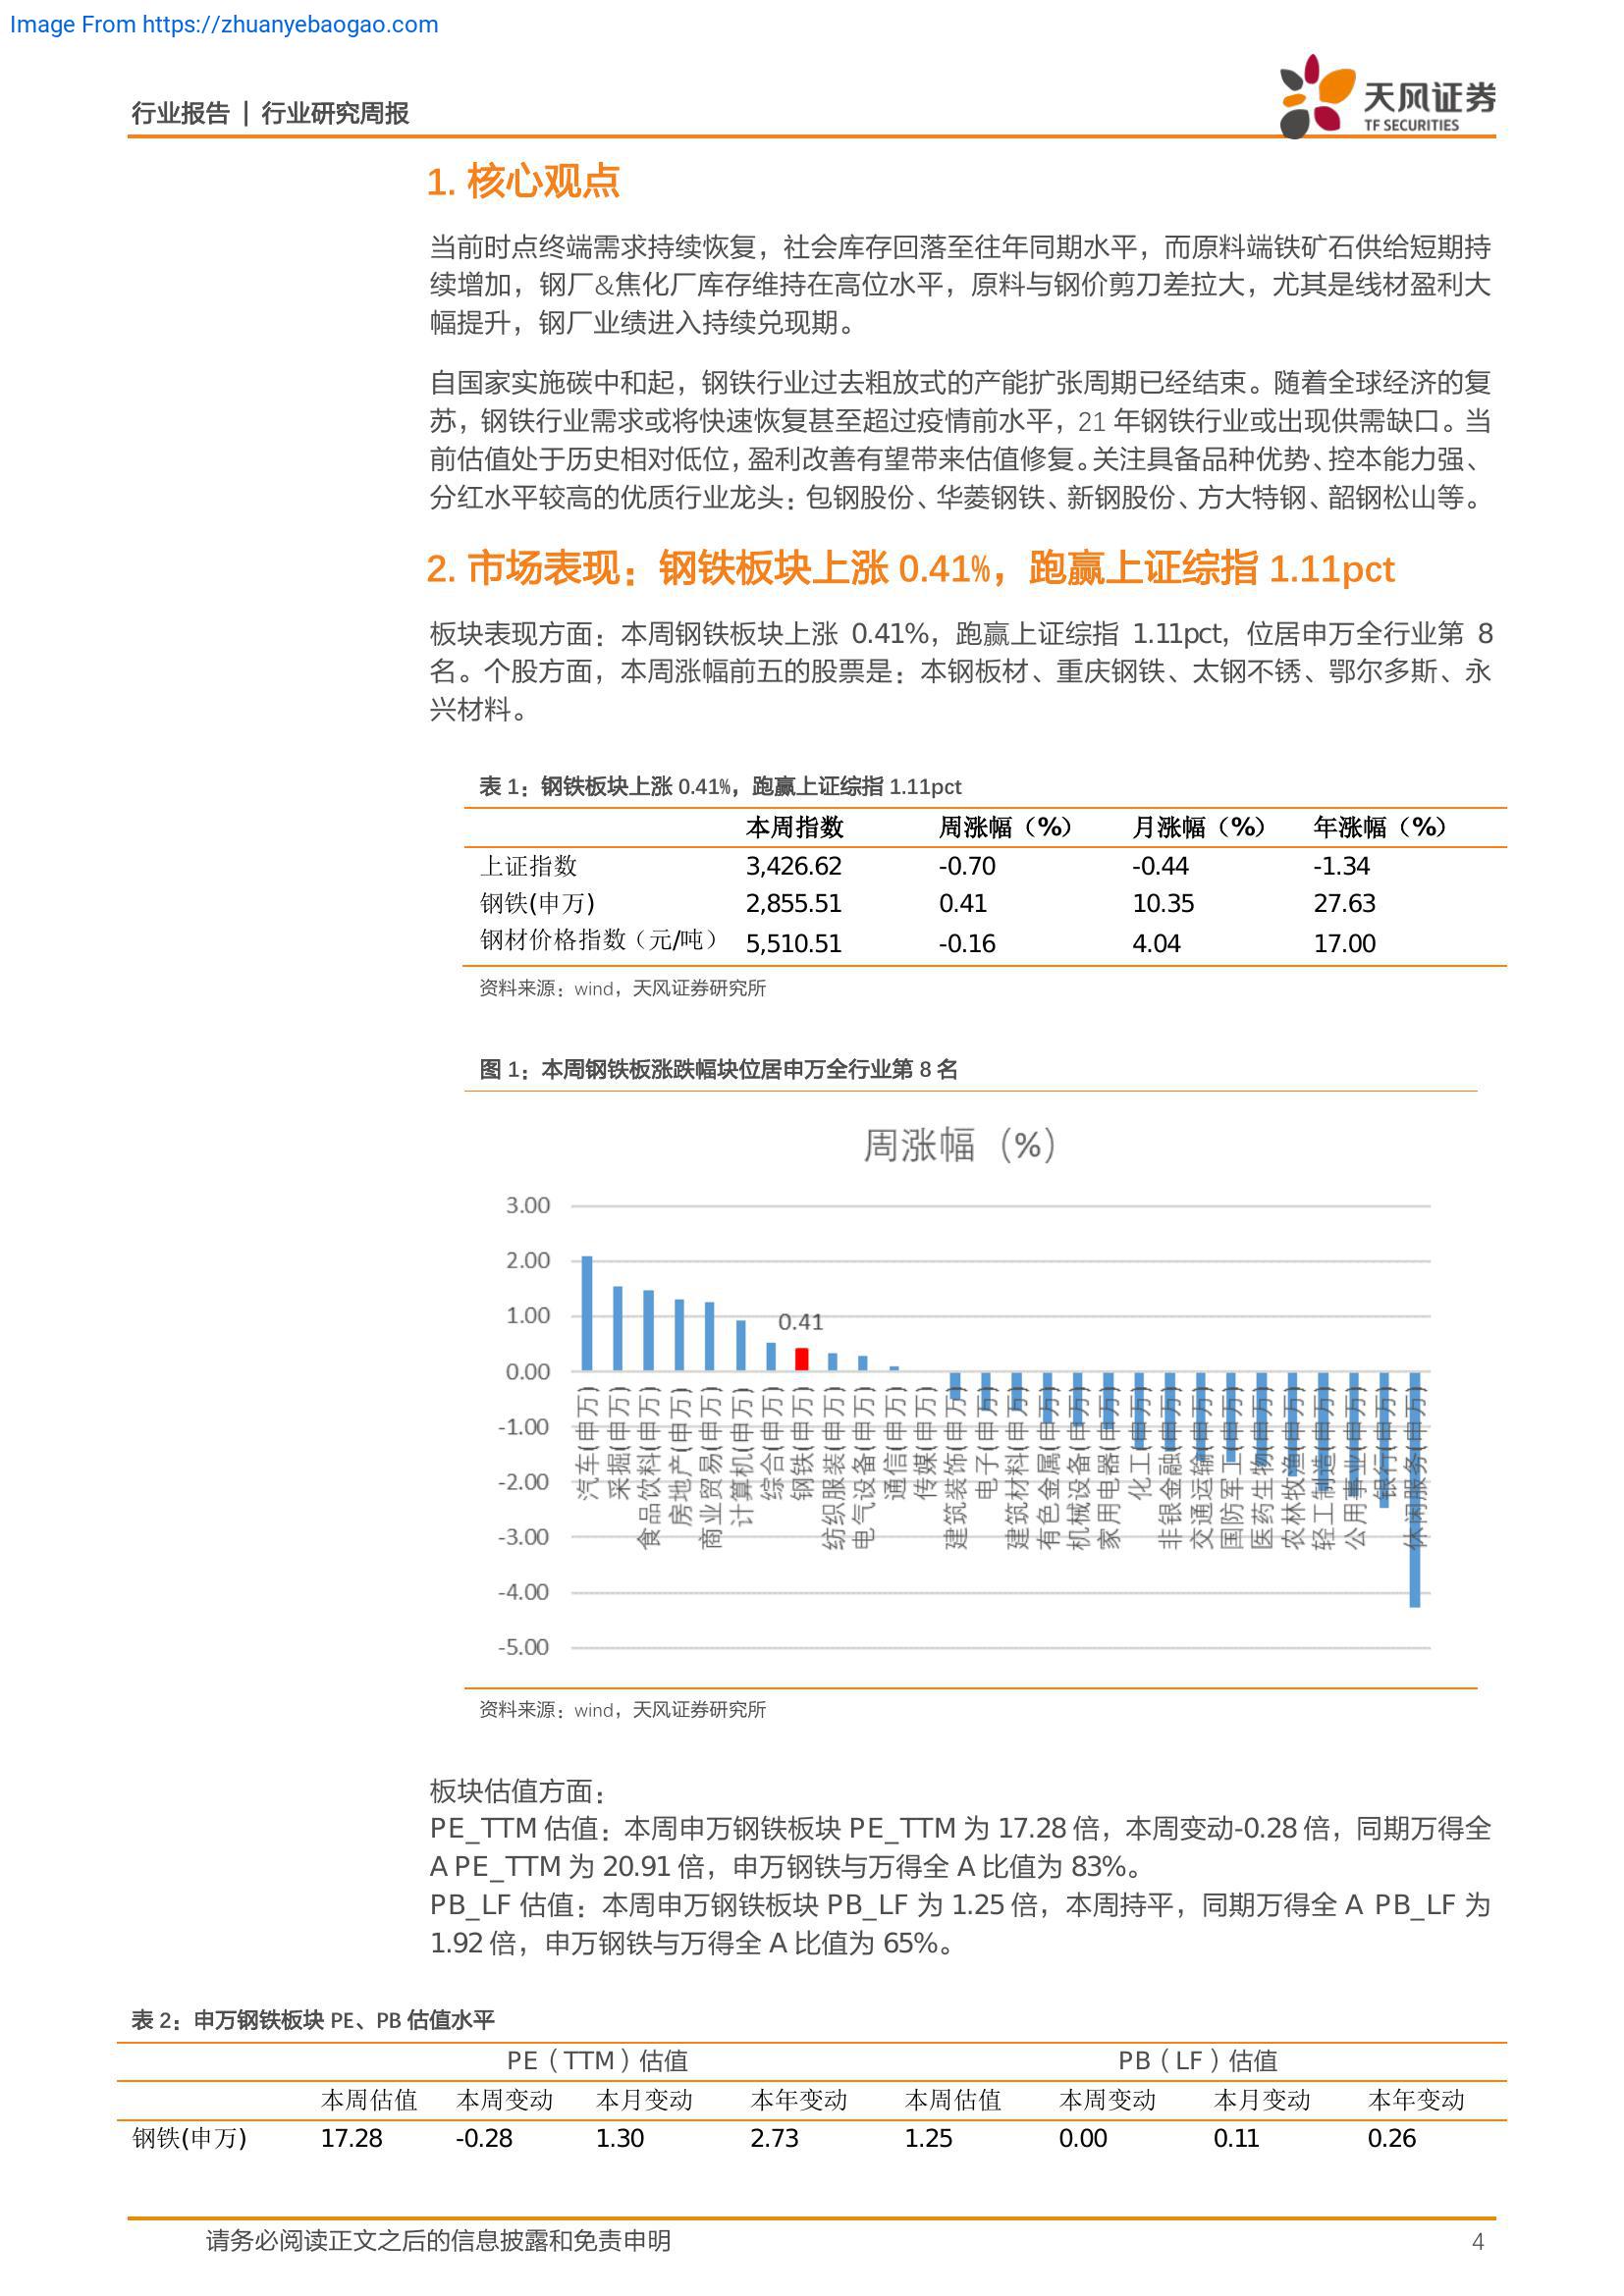 Image From https://zhuanyebaogao.com
行业报告 | 行业研究周报
天风证券
TF SECURITIES
1. 核心观点
当前时点终端需求持续恢复，社会库存回落至往年同期水平，而原料端铁矿石供给短期持
续增加，钢厂&焦化厂库存维持在高位水平，原料与钢价剪刀差拉大，尤其是线材盈利大
幅提升，钢厂业绩进入持续兑现期。
自国家实施碳中和起，钢铁行业过去粗放式的产能扩张周期已经结束。随着全球经济的复
苏，钢铁行业需求或将快速恢复甚至超过疫情前水平，21 年钢铁行业或出现供需缺口。当
前估值处于历史相对低位，盈利改善有望带来估值修复。关注具备品种优势、控本能力强、
分红水平较高的优质行业龙头：包钢股份、华菱钢铁、新钢股份、方大特钢、韶钢松山等。
2. 市场表现：钢铁板块上涨 0.41%，跑赢上证综指 1.11pct
板块表现方面：本周钢铁板块上涨 0.41%，跑赢上证综指 1.11pct，位居申万全行业第 8
名。个股方面，本周涨幅前五的股票是：本钢板材、重庆钢铁、太钢不锈、鄂尔多斯、永
兴材料。
表 1：钢铁板块上涨 0.41%，跑赢上证综指 1.11pct
本周指数 周涨幅（%） 月涨幅（%） 年涨幅（%）
上证指数 3,426.62 -0.70 -0.44 -1.34
钢铁(申万) 2,855.51 0.41 10.35 27.63
钢材价格指数（元/吨） 5,510.51 -0.16 4.04 17.00
资料来源：wind，天风证券研究所
图 1：本周钢铁板涨跌幅块位居申万全行业第 8 名
周涨幅（%）
3.00
2.00
1.00
0.41
0.00
-1.00
-2.00
-3.00
-4.00
-5.00
汽车(申万)
采掘(申万)
食品饮料(申万)
房地产(申万)
商业贸易(申万)
计算机(申万)
综合(申万)
钢铁(申万)
纺织服装(申万)
电气设备(申万)
通信(申万)
传媒(申万)
建筑装饰(申万)
电子(申万)
建筑材料(申万)
有色金属(申万)
机械设备(申万)
家用电器(申万)
化工(申万)
非银金融(申万)
交通运输(申万)
国防军工(申万)
医药生物(申万)
农林牧渔(申万)
轻工制造(申万)
公用事业(申万)
银行(申万)
休闲服务(申万)
资料来源：wind，天风证券研究所
板块估值方面：
PE_TTM 估值：本周申万钢铁板块 PE_TTM 为 17.28 倍，本周变动-0.28 倍，同期万得全
A PE_TTM 为 20.91 倍，申万钢铁与万得全 A 比值为 83%。
PB_LF 估值：本周申万钢铁板块 PB_LF 为 1.25 倍，本周持平，同期万得全 A PB_LF 为
1.92 倍，申万钢铁与万得全 A 比值为 65%。
表 2：申万钢铁板块 PE、PB 估值水平
PE（TTM）估值 PB（LF）估值
本周估值 本周变动 本月变动 本年变动 本周估值 本周变动 本月变动 本年变动
钢铁(申万) 17.28 -0.28 1.30 2.73 1.25 0.00 0.11 0.26
请务必阅读正文之后的信息披露和免责申明 4